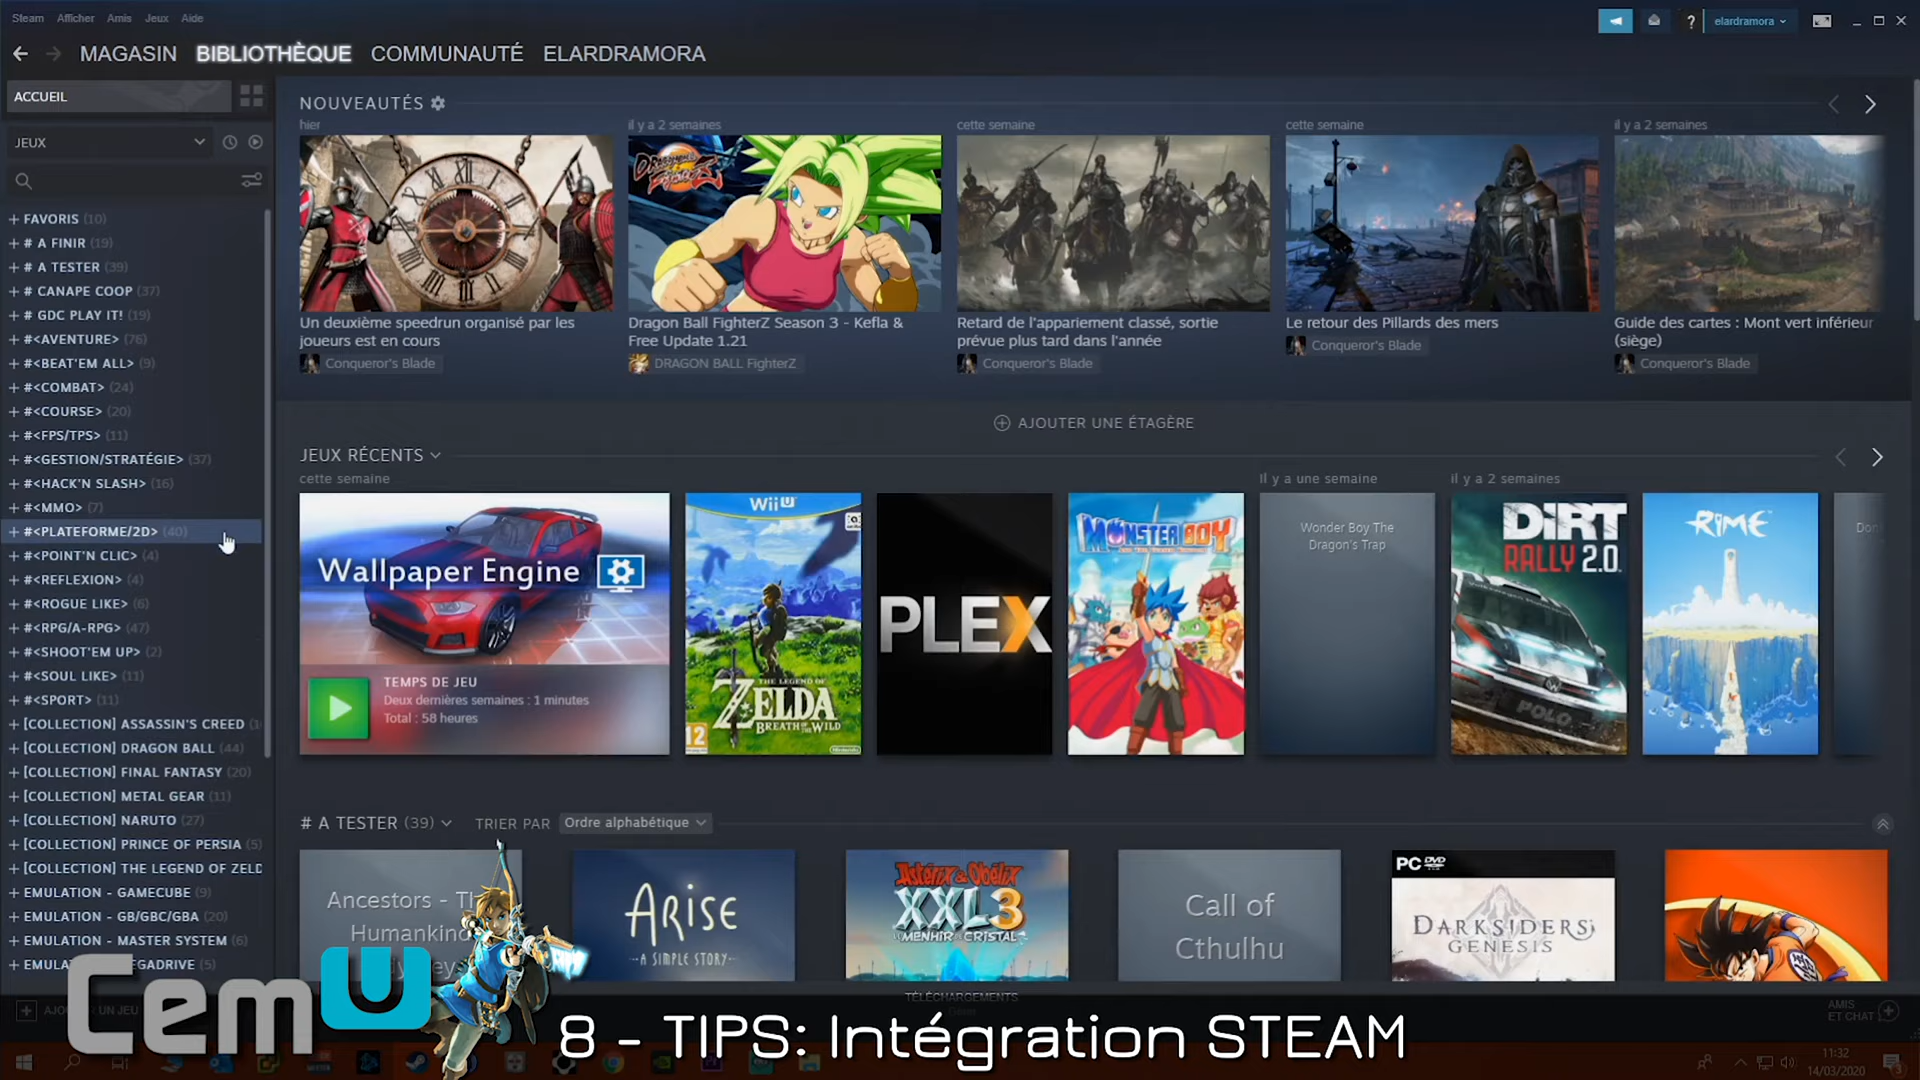 Steam Afficher Amis Jeux Aide
elardramora
MAGASIN BIBLIOTHÈQUE COMMUNAUTÉ ELARDRAMORA
ACCUEIL
JEUX
+ FAVORIS (10)
+ # A FINIR (19)
+ # A TESTER (39)
+ # CANAPE COOP (37)
+ # GDC PLAY IT! (19)
+ #<AVENTURE> (76)
+ #<BEAT'EM ALL> (9)
+ #<COMBAT> (24)
+ #<COURSE> (20)
+ #<FPS/TPS> (11)
+ #<GESTION/STRATÉGIE> (37)
+ #<HACK'N SLASH> (16)
+ #<MMO> (7)
+ #<PLATEFORME/2D> (40)
+ #<POINT'N CLIC> (4)
+ #<REFLEXION> (4)
+ #<ROGUE LIKE> (6)
+ #<RPG/A-RPG> (47)
+ #<SHOOT'EM UP> (2)
+ #<SOUL LIKE> (11)
+ #<SPORT> (11)
+ [COLLECTION] ASSASSIN'S CREED
+ [COLLECTION] DRAGON BALL (44)
+ [COLLECTION] FINAL FANTASY (20)
+ [COLLECTION] METAL GEAR (11)
+ [COLLECTION] NARUTO (27)
+ [COLLECTION] PRINCE OF PERSIA (5)
+ [COLLECTION] THE LEGEND OF ZELD
+ EMULATION - GAMECUBE (9)
+ EMULATION - GB/GBC/GBA (20)
+ EMULATION - MASTER SYSTEM (6)
EGADRIVE (5)
NOUVEAUTÉS
hier
Un deuxième speedrun organisé par les
joueurs est en cours
Conqueror's Blade
il y a 2 semaines
Dragon Ball FighterZ Season 3 - Kefla &
Free Update 1.21
DRAGON BALL FighterZ
cette semaine
Retard de l'appariement classé, sortie
prévue plus tard dans l'année
Conqueror's Blade
cette semaine
Le retour des Pillards des mers
Conqueror's Blade
il y a 2 semaines
Guide des cartes : Mont vert inférieur
(siège)
Conqueror's Blade
AJOUTER UNE ÉTAGÈRE
JEUX RÉCENTS
cette semaine
Il y a une semaine
il y a 2 semaines
Wallpaper Engine
TEMPS DE JEU
Deux dernières semaines : 1 minutes
Total : 58 heures
WiiU
THE LEGEND OF
ZELDA
BREATH OF THE WILD
12
PLEX
MONSTER BOY
Wonder Boy The
Dragon's Trap
DiRT
RALLY 2.0
POLO
RiME
Don
# A TESTER (39) TRIER PAR Ordre alphabétique
Ancestors - Th
Humankind
Arise
A SIMPLE STORY
Astérix & Obélix
XXL3
MENHIR CRISTAL
Call of
Cthulhu
PC DVD
DARKSIDERS
GENESIS
TÉLÉCHARGEMENTS
Gérer
AMIS
ET CHAT
CemU
8 - TIPS: Intégration STEAM
11:32
14/03/2020